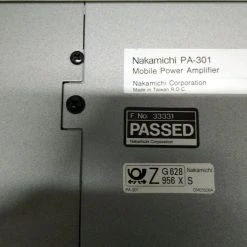 Nakamichi PA-301
Mobile Power Amplifier
Nakamichi Corporation
Made in Taiwan R.O.C.
F. No 33331
PASSED
Nakamichi Corporation
Z G 628 Nakamichi
956 X S
PA-301